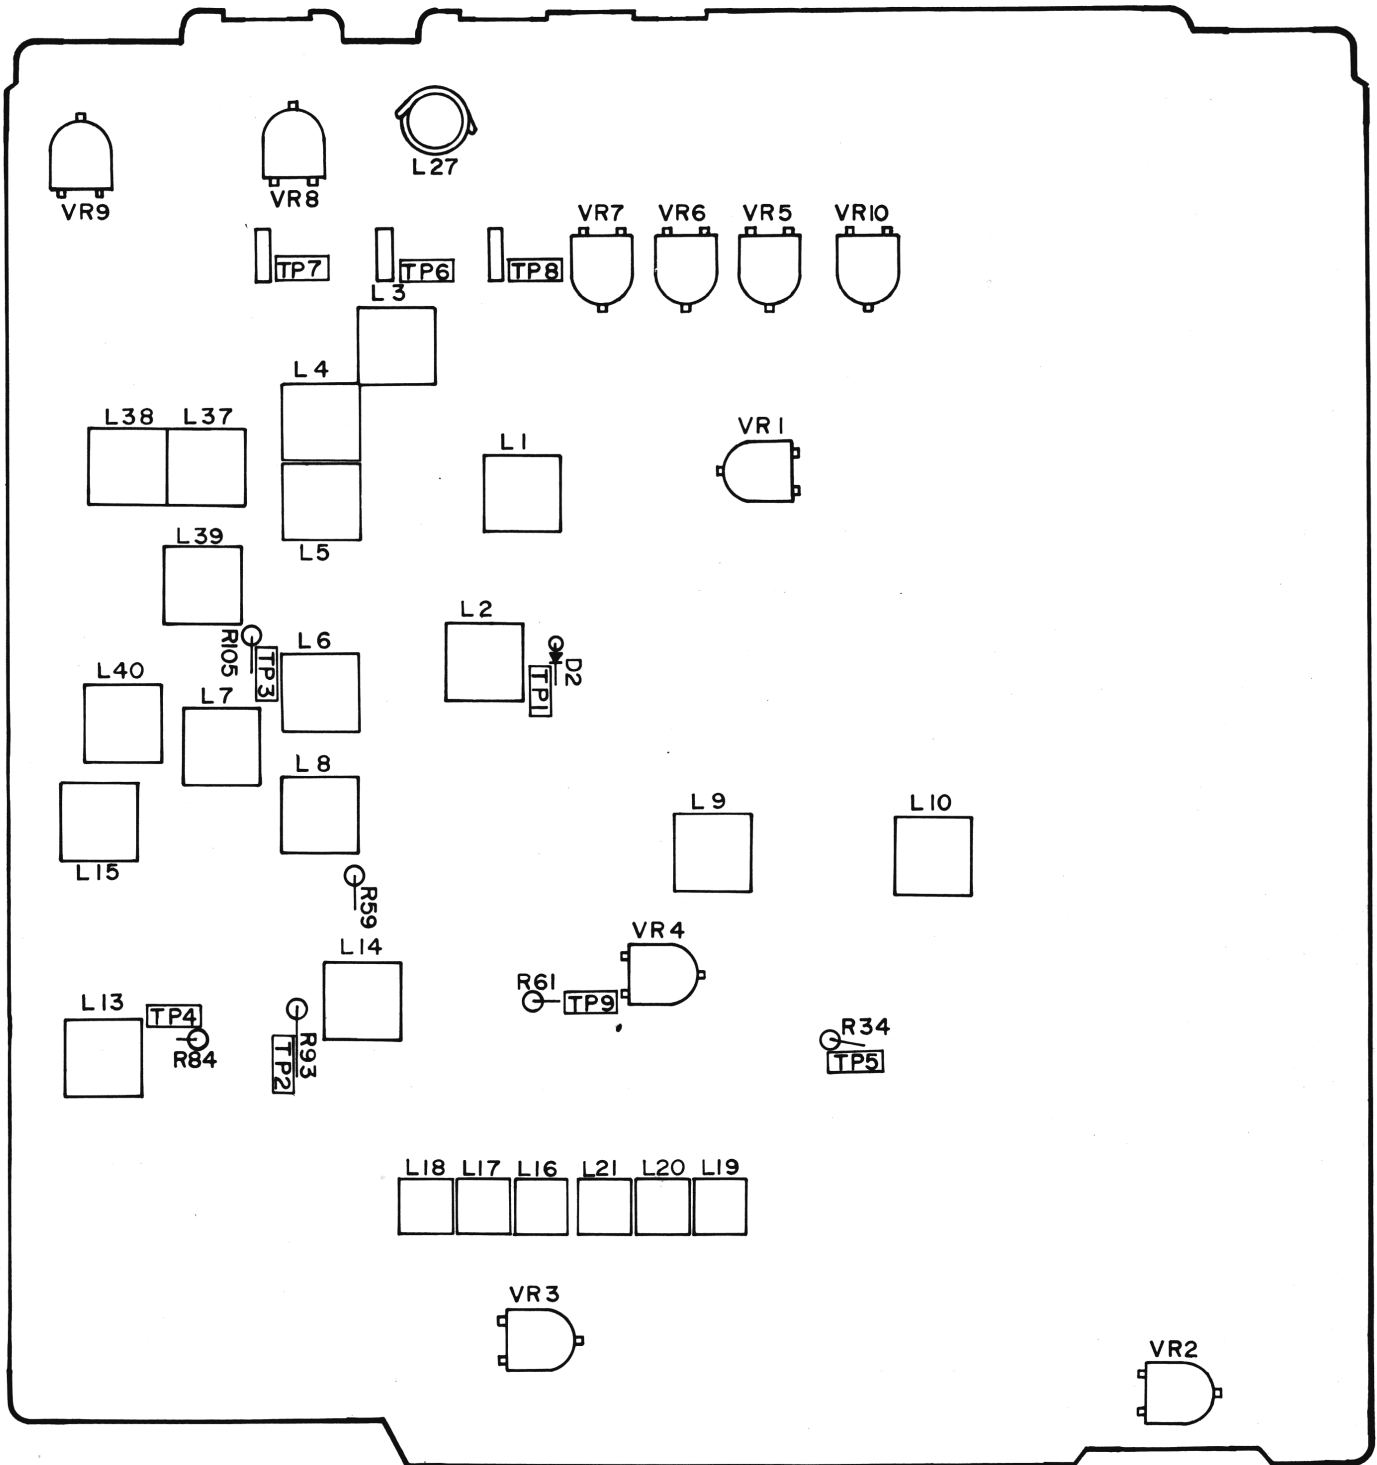 L27
VR9
VR8
VR7 VR6 VR5 VR10
TP7 TP6 TP8
L3
L4
L38 L37
VR1
L1
L39
L5
L2
R105
L6
TP3
D2
TP1
L40
L7
L8
L9
L10
L15
R59
VR4
L14
R61
L13
TP9
TP4
R34
R84
R93
TP2
TP5
L18 L17 L16 L21 L20 L19
VR3
VR2